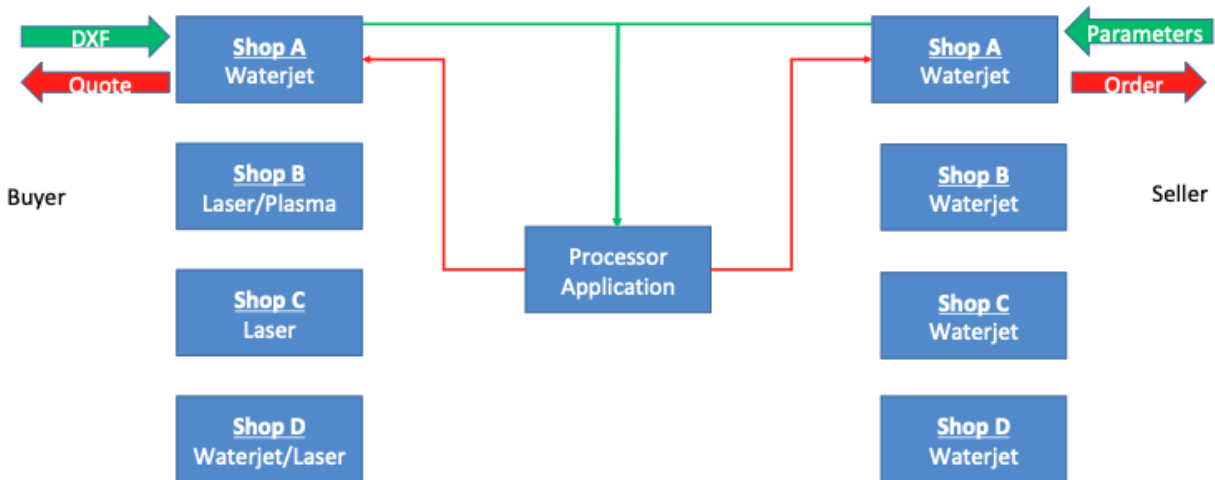 DXF
Quote
Shop A
Waterjet
Shop A
Waterjet
Parameters
Order
Buyer
Shop B
Laser/Plasma
Shop B
Waterjet
Seller
Processor
Application
Shop C
Laser
Shop C
Waterjet
Shop D
Waterjet/Laser
Shop D
Waterjet